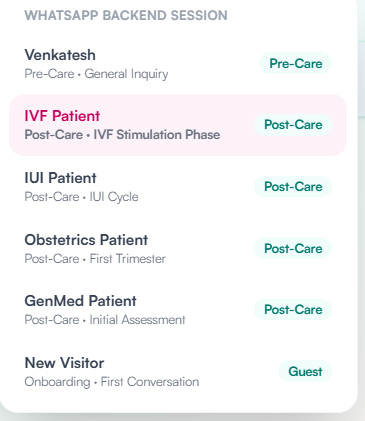 WHATSAPP BACKEND SESSION
Venkatesh
Pre-Care
Pre-Care · General Inquiry
IVF Patient
Post-Care
Post-Care · IVF Stimulation Phase
IUI Patient
Post-Care
Post-Care · IUI Cycle
Obstetrics Patient
Post-Care
Post-Care · First Trimester
GenMed Patient
Post-Care
Post-Care · Initial Assessment
New Visitor
Guest
Onboarding · First Conversation